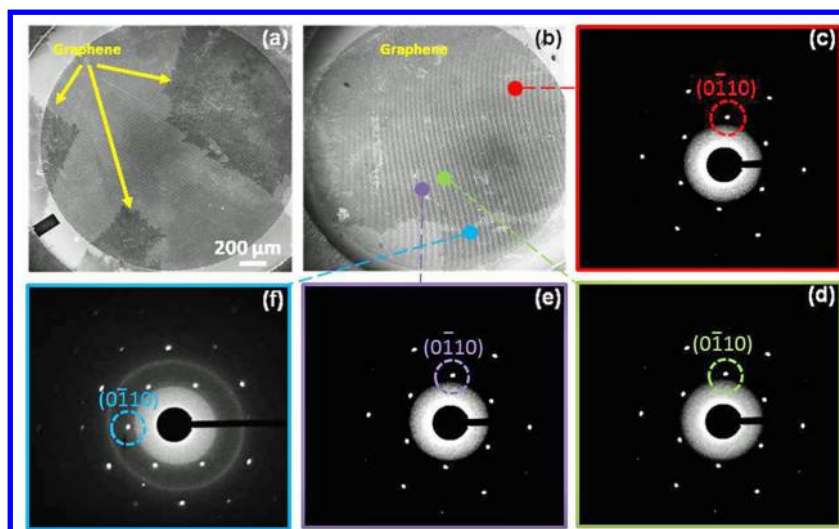 Graphene
(a)
200 µm
Graphene
(b)
(c)
(01̅10)
(f)
(01̅10)
(e)
(01̅10)
(d)
(01̅10)